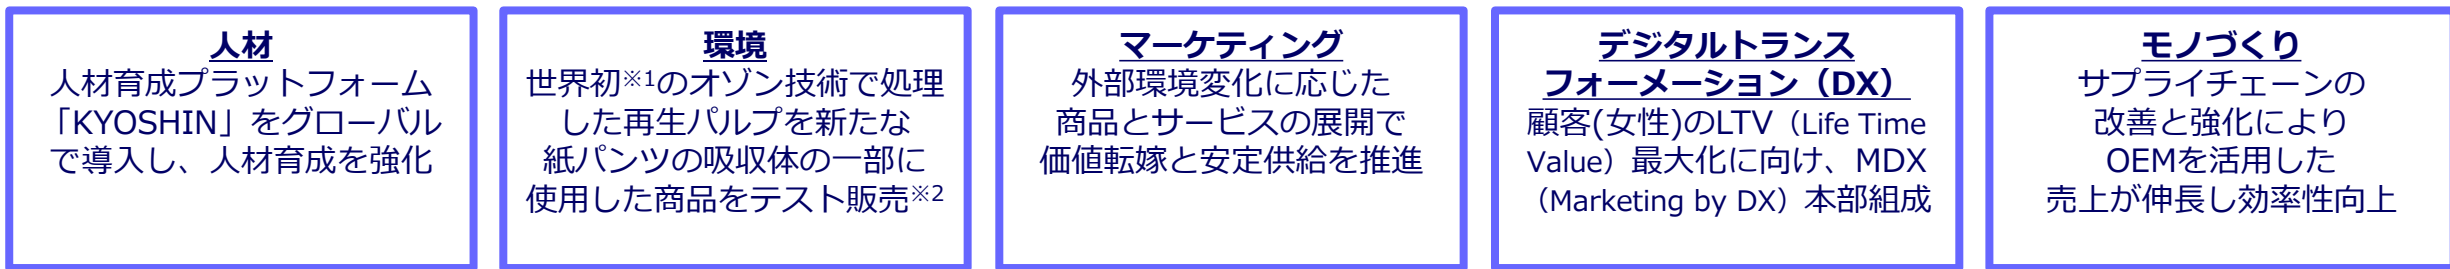 人材
人材育成プラットフォーム
「KYOSHIN」をグローバル
で導入し、人材育成を強化
環境
世界初※1のオゾン技術で処理
した再生パルプを新たな
紙パンツの吸収体の一部に
使用した商品をテスト販売※2
マーケティング
外部環境変化に応じた
商品とサービスの展開で
価値転嫁と安定供給を推進
デジタルトランス
フォーメーション（DX）
顧客(女性)のLTV（Life Time
Value）最大化に向け、MDX
（Marketing by DX）本部組成
モノづくり
サプライチェーンの
改善と強化により
OEMを活用した
売上が伸長し効率性向上